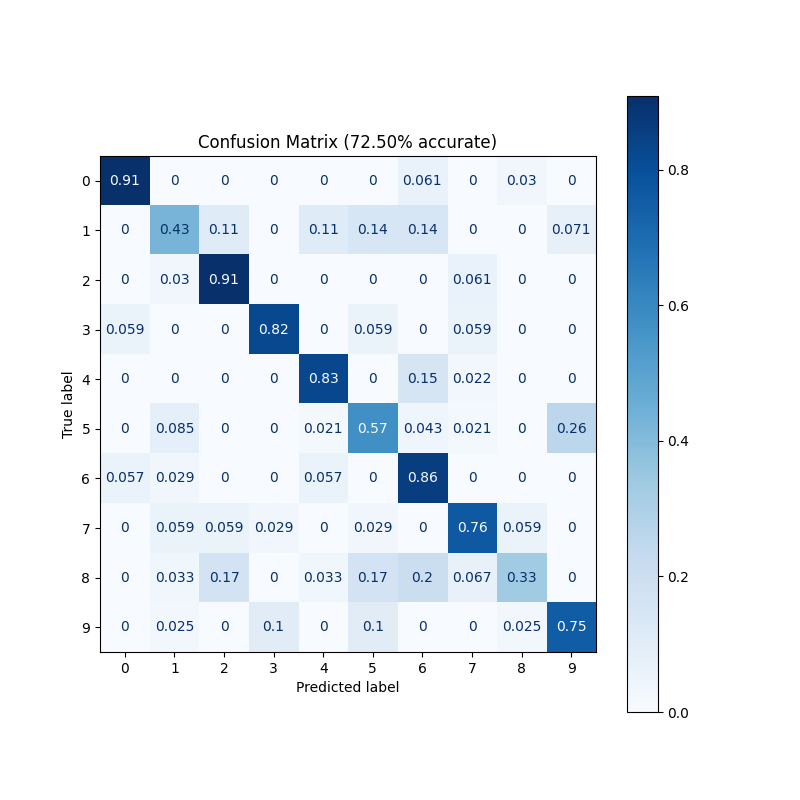 Confusion Matrix (72.50% accurate)
0 0.91 0 0 0 0 0 0.061 0 0.03 0
1 0 0.43 0.11 0 0.11 0.14 0.14 0 0 0.071
2 0 0.03 0.91 0 0 0 0 0.061 0 0
3 0.059 0 0 0.82 0 0.059 0 0.059 0 0
4 0 0 0 0 0.83 0 0.15 0.022 0 0
5 0 0.085 0 0 0.021 0.57 0.043 0.021 0 0.26
6 0.057 0.029 0 0 0.057 0 0.86 0 0 0
7 0 0.059 0.059 0.029 0 0.029 0 0.76 0.059 0
8 0 0.033 0.17 0 0.033 0.17 0.2 0.067 0.33 0
9 0 0.025 0 0.1 0 0.1 0 0 0.025 0.75
0 1 2 3 4 5 6 7 8 9
Predicted label
True label
0.8
0.6
0.4
0.2
0.0